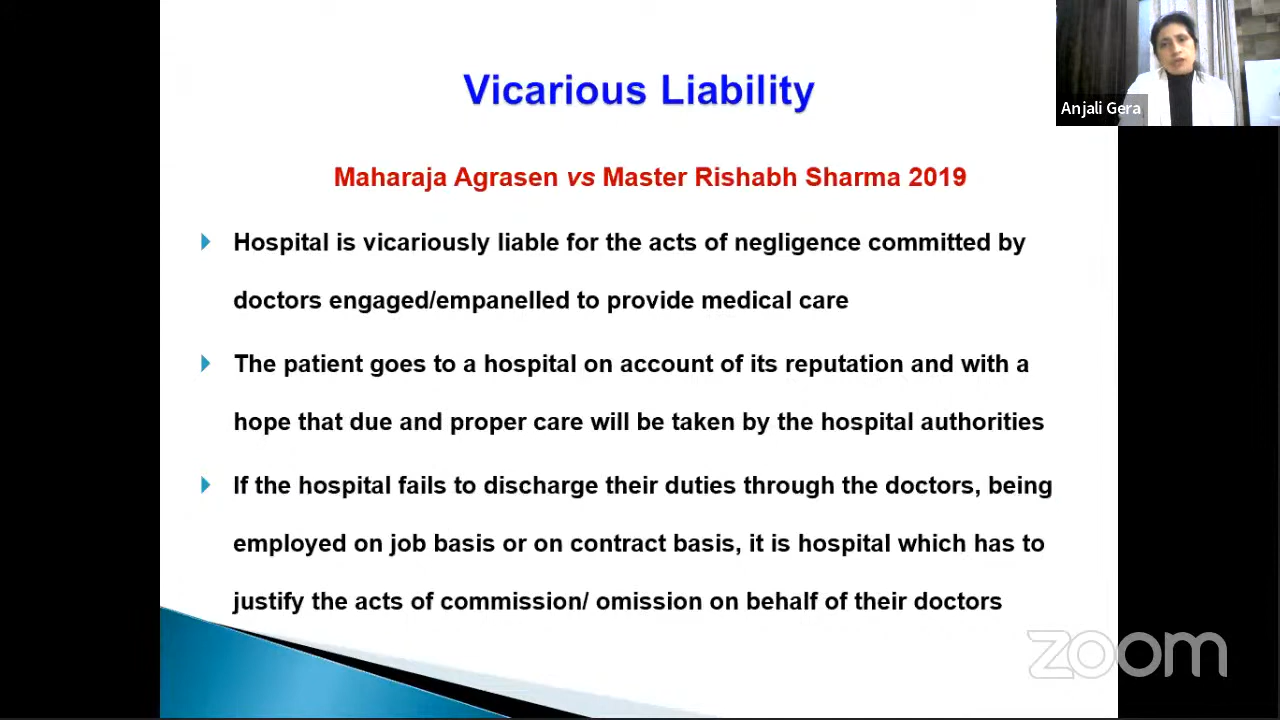 Vicarious Liability
Anjali Gera
Maharaja Agrasen vs Master Rishabh Sharma 2019
Hospital is vicariously liable for the acts of negligence committed by
doctors engaged/empanelled to provide medical care
The patient goes to a hospital on account of its reputation and with a
hope that due and proper care will be taken by the hospital authorities
If the hospital fails to discharge their duties through the doctors, being
employed on job basis or on contract basis, it is hospital which has to
justify the acts of commission/ omission on behalf of their doctors
zoom